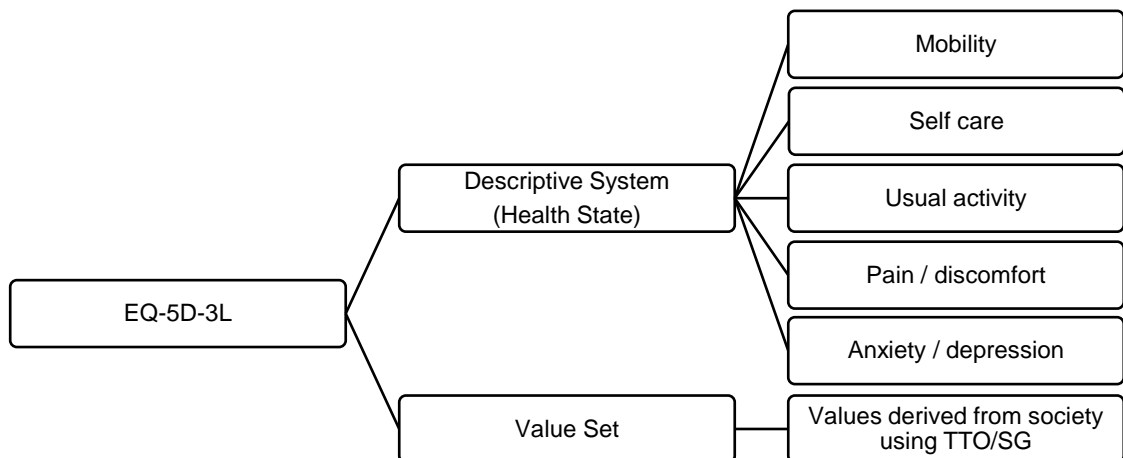 EQ-5D-3L
Descriptive System
(Health State)
Value Set
Mobility
Self care
Usual activity
Pain / discomfort
Anxiety / depression
Values derived from society
using TTO/SG